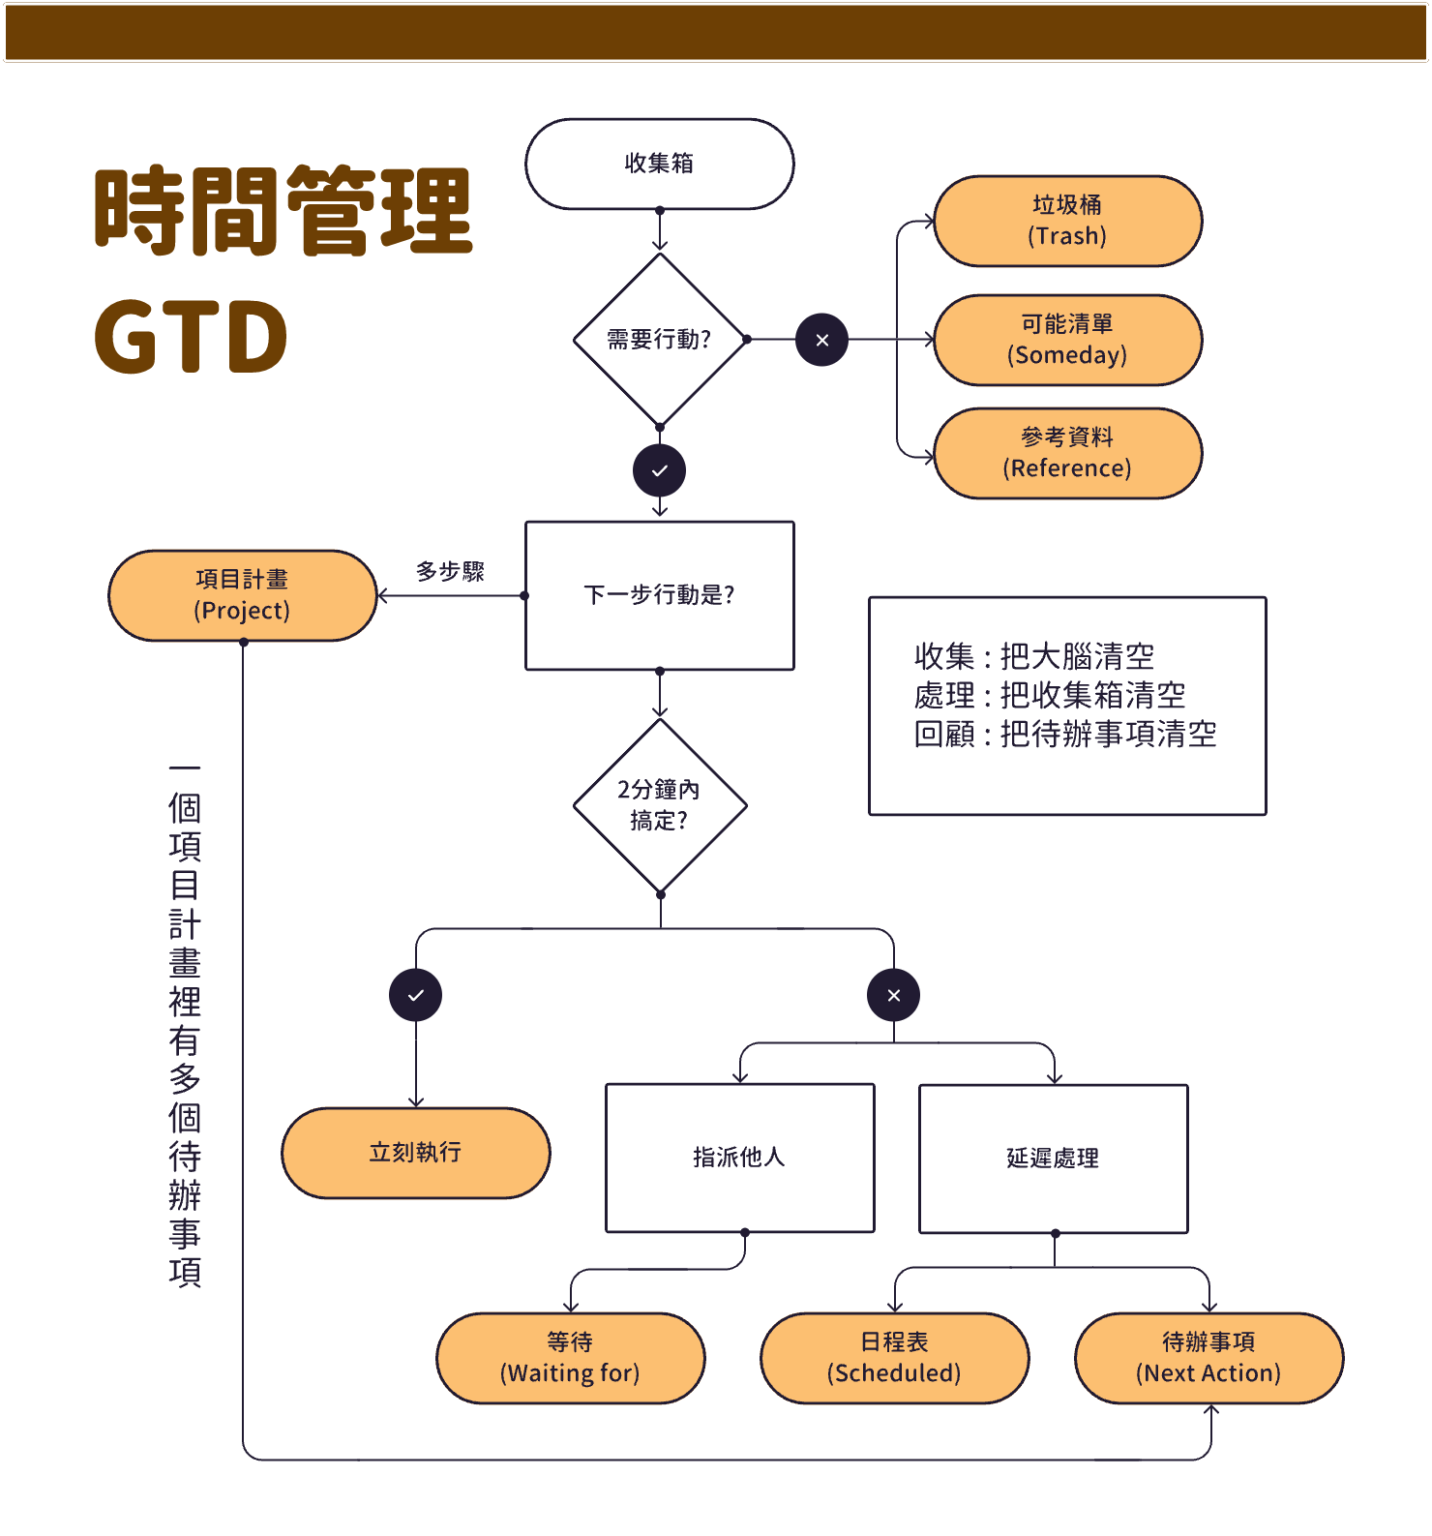 時間管理
GTD
收集箱
需要行動?
垃圾桶
(Trash)
可能清單
(Someday)
參考資料
(Reference)
下一步行動是?
多步驟
項目計畫
(Project)
收集 : 把大腦清空
處理 : 把收集箱清空
回顧 : 把待辦事項清空
2分鐘內
搞定?
一個項目計畫裡有多個待辦事項
立刻執行
指派他人
延遲處理
等待
(Waiting for)
日程表
(Scheduled)
待辦事項
(Next Action)